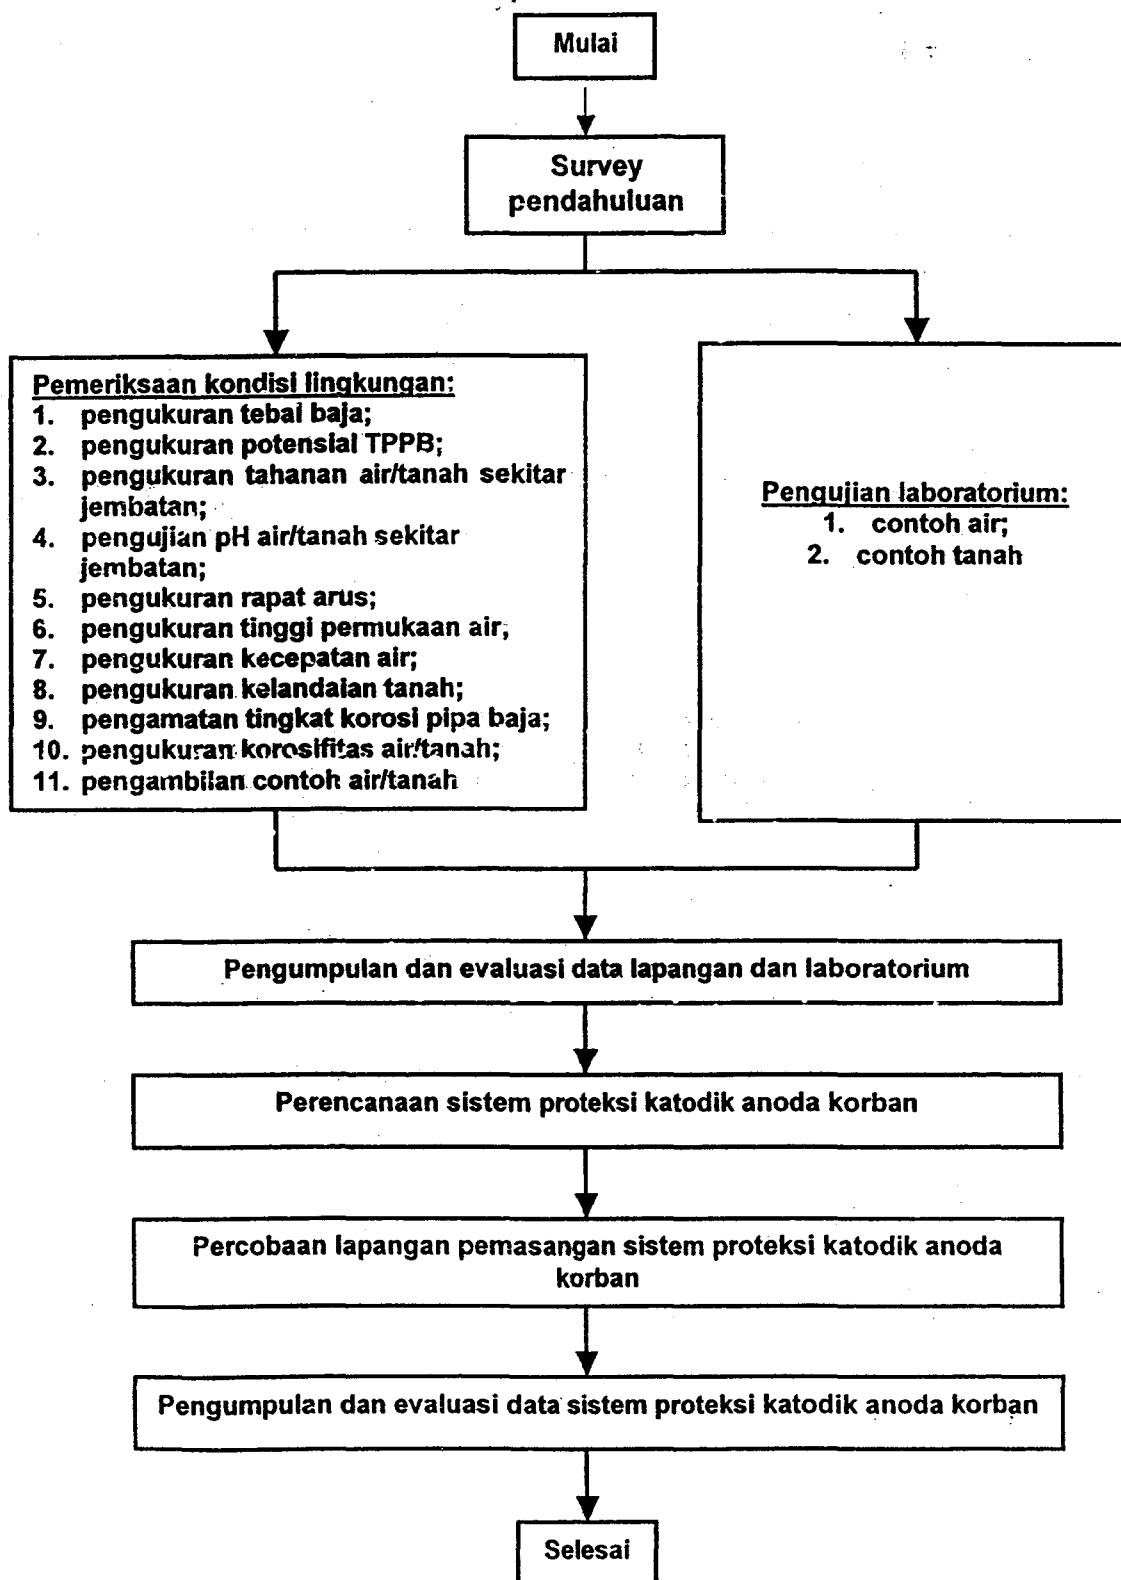 Mulai
Survey
pendahuluan
Pemeriksaan kondisi lingkungan:
1. pengukuran tebal baja;
2. pengukuran potensial TPPB;
3. pengukuran tahanan air/tanah sekitar
jembatan;
4. pengujian pH air/tanah sekitar
jembatan;
5. pengukuran rapat arus;
6. pengukuran tinggi permukaan air;
7. pengukuran kecepatan air;
8. pengukuran kelandaian tanah;
9. pengamatan tingkat korosi pipa baja;
10. pengukuran korosifitas air/tanah;
11. pengambilan contoh air/tanah
Pengujian laboratorium:
1. contoh air;
2. contoh tanah
Pengumpulan dan evaluasi data lapangan dan laboratorium
Perencanaan sistem proteksi katodik anoda korban
Percobaan lapangan pemasangan sistem proteksi katodik anoda
korban
Pengumpulan dan evaluasi data sistem proteksi katodik anoda korban
Selesai